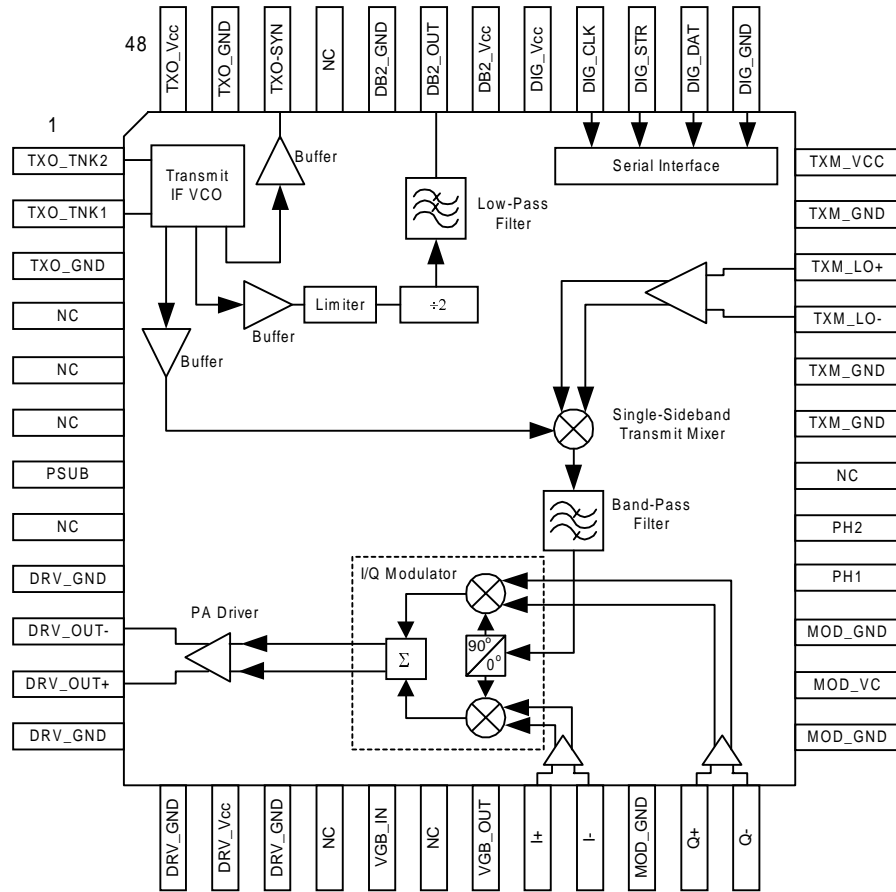 48
TXO_Vcc
TXO_GND
TXO-SYN
NC
DB2_GND
DB2_OUT
DB2_Vcc
DIG_Vcc
DIG_CLK
DIG_STR
DIG_DAT
DIG_GND
1
TXO_TNK2
TXO_TNK1
TXO_GND
NC
NC
NC
PSUB
NC
DRV_GND
DRV_OUT-
DRV_OUT+
DRV_GND
Transmit
IF VCO
Buffer
Low-Pass
Filter
Serial Interface
Buffer
Limiter
÷2
Buffer
Single-Sideband
Transmit Mixer
Band-Pass
Filter
I/Q Modulator
PA Driver
Σ
90°
0°
TXM_VCC
TXM_GND
TXM_LO+
TXM_LO-
TXM_GND
TXM_GND
NC
PH2
PH1
MOD_GND
MOD_VC
MOD_GND
DRV_GND
DRV_Vcc
DRV_GND
NC
VGB_IN
NC
VGB_OUT
I+
I-
MOD_GND
Q+
Q-